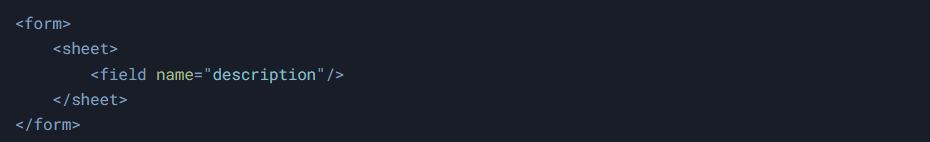 <form>
    <sheet>
        <field name="description"/>
    </sheet>
</form>